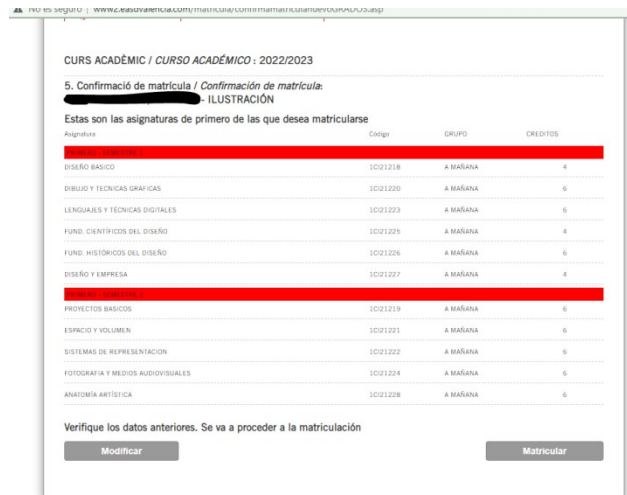 No es seguro | www2.easdvalencia.com/matricula/confirmamatriculanuevoGRADOS.asp
CURS ACADÈMIC / CURSO ACADÉMICO : 2022/2023
5. Confirmació de matrícula / Confirmación de matrícula:
- ILUSTRACIÓN
Estas son las asignaturas de primero de las que desea matricularse
Asignatura Código GRUPO CREDITOS
PRIMERO - SEMESTRE 1
DISEÑO BASICO 1CI21218 A MAÑANA 4
DIBUJO Y TECNICAS GRAFICAS 1CI21220 A MAÑANA 6
LENGUAJES Y TÉCNICAS DIGITALES 1CI21223 A MAÑANA 6
FUND. CIENTÍFICOS DEL DISEÑO 1CI21225 A MAÑANA 4
FUND. HISTÓRICOS DEL DISEÑO 1CI21226 A MAÑANA 6
DISEÑO Y EMPRESA 1CI21227 A MAÑANA 4
PRIMERO - SEMESTRE 2
PROYECTOS BASICOS 1CI21219 A MAÑANA 6
ESPACIO Y VOLUMEN 1CI21221 A MAÑANA 6
SISTEMAS DE REPRESENTACION 1CI21222 A MAÑANA 6
FOTOGRAFIA Y MEDIOS AUDIOVISUALES 1CI21224 A MAÑANA 6
ANATOMÍA ARTÍSTICA 1CI21228 A MAÑANA 6
Verifique los datos anteriores. Se va a proceder a la matriculación
Modificar Matricular